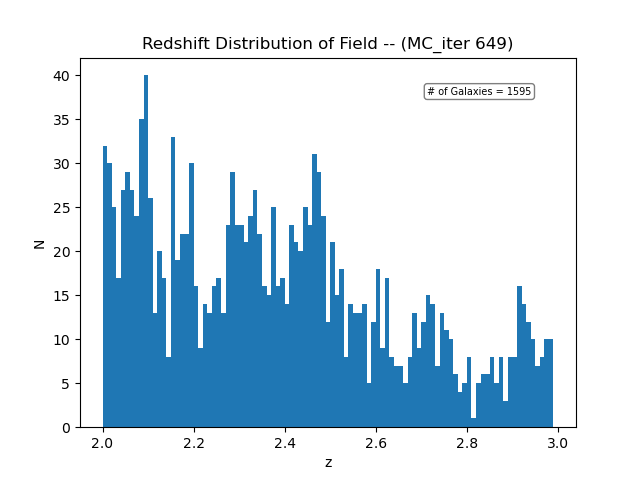 Redshift Distribution of Field -- (MC_iter 649)
# of Galaxies = 1595
40
35
30
25
20
15
10
5
0
N
2.0 2.2 2.4 2.6 2.8 3.0
z